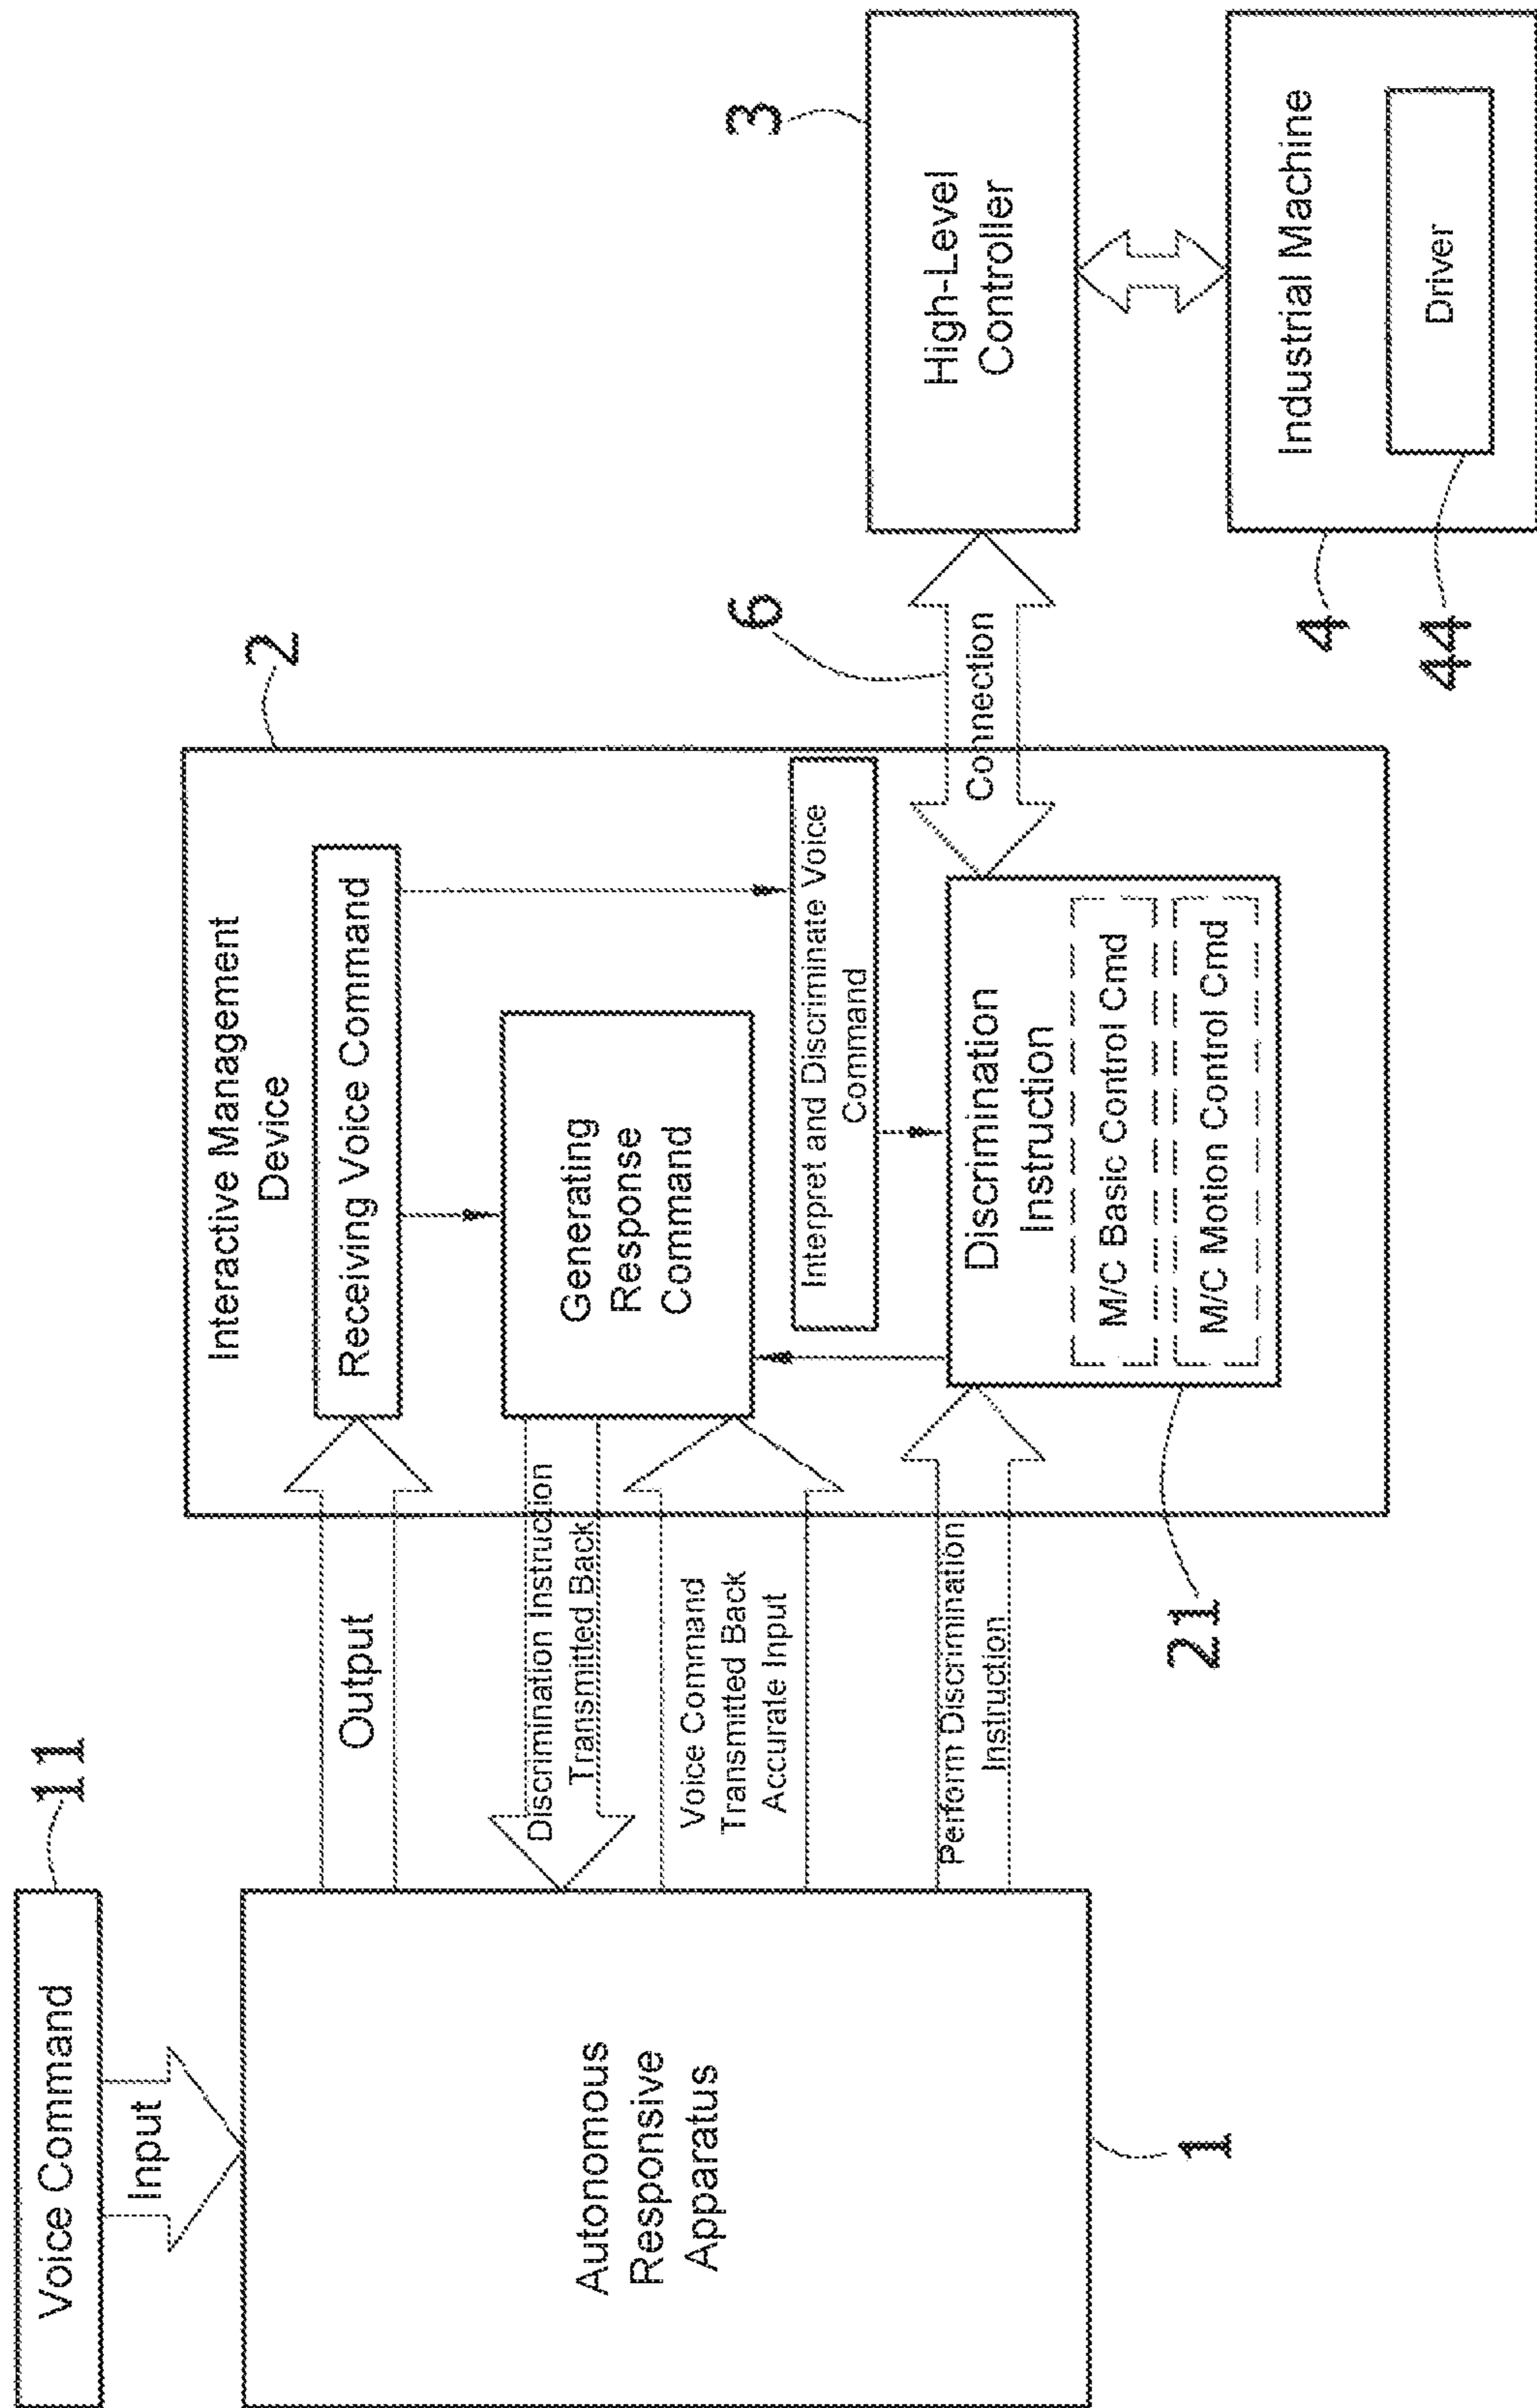 Voice Command
11
Input
Autonomous
Responsive
Apparatus
1
Output
Discrimination Instruction
Transmitted Back
Voice Command
Transmitted Back
Accurate Input
Perform Discrimination
Instruction
2
Interactive Management
Device
Receiving Voice Command
Generating
Response
Command
Interpret and Discriminate Voice
Command
Discrimination
Instruction
M/C Basic Control Cmd
M/C Motion Control Cmd
21
6
Connection
3
High-Level
Controller
Industrial Machine
Driver
4
44